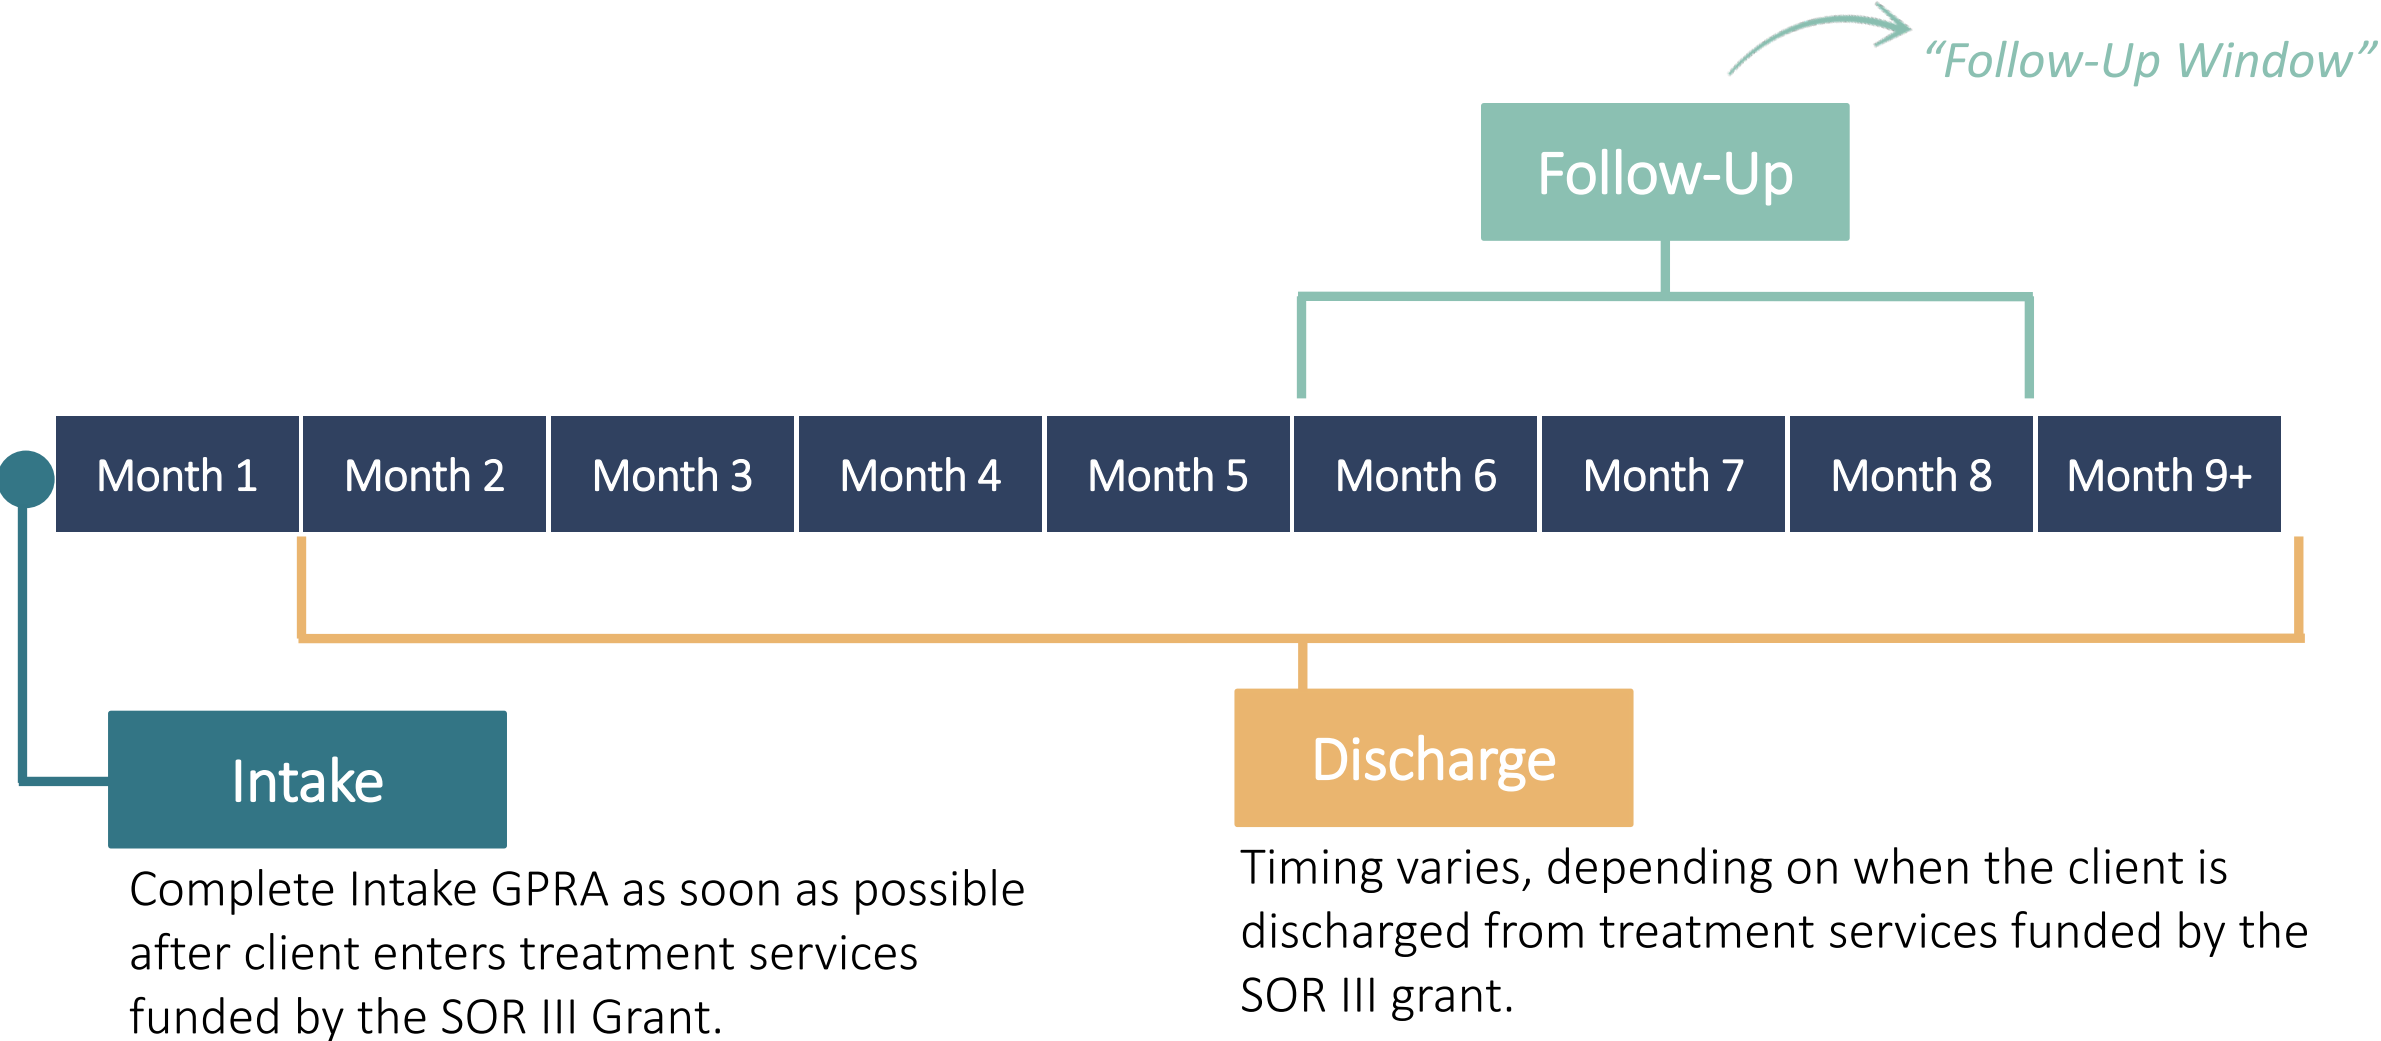 “Follow-Up Window”
Follow-Up
Month 1
Month 2
Month 3
Month 4
Month 5
Month 6
Month 7
Month 8
Month 9+
Intake
Complete Intake GPRA as soon as possible
after client enters treatment services
funded by the SOR III Grant.
Discharge
Timing varies, depending on when the client is
discharged from treatment services funded by the
SOR III grant.